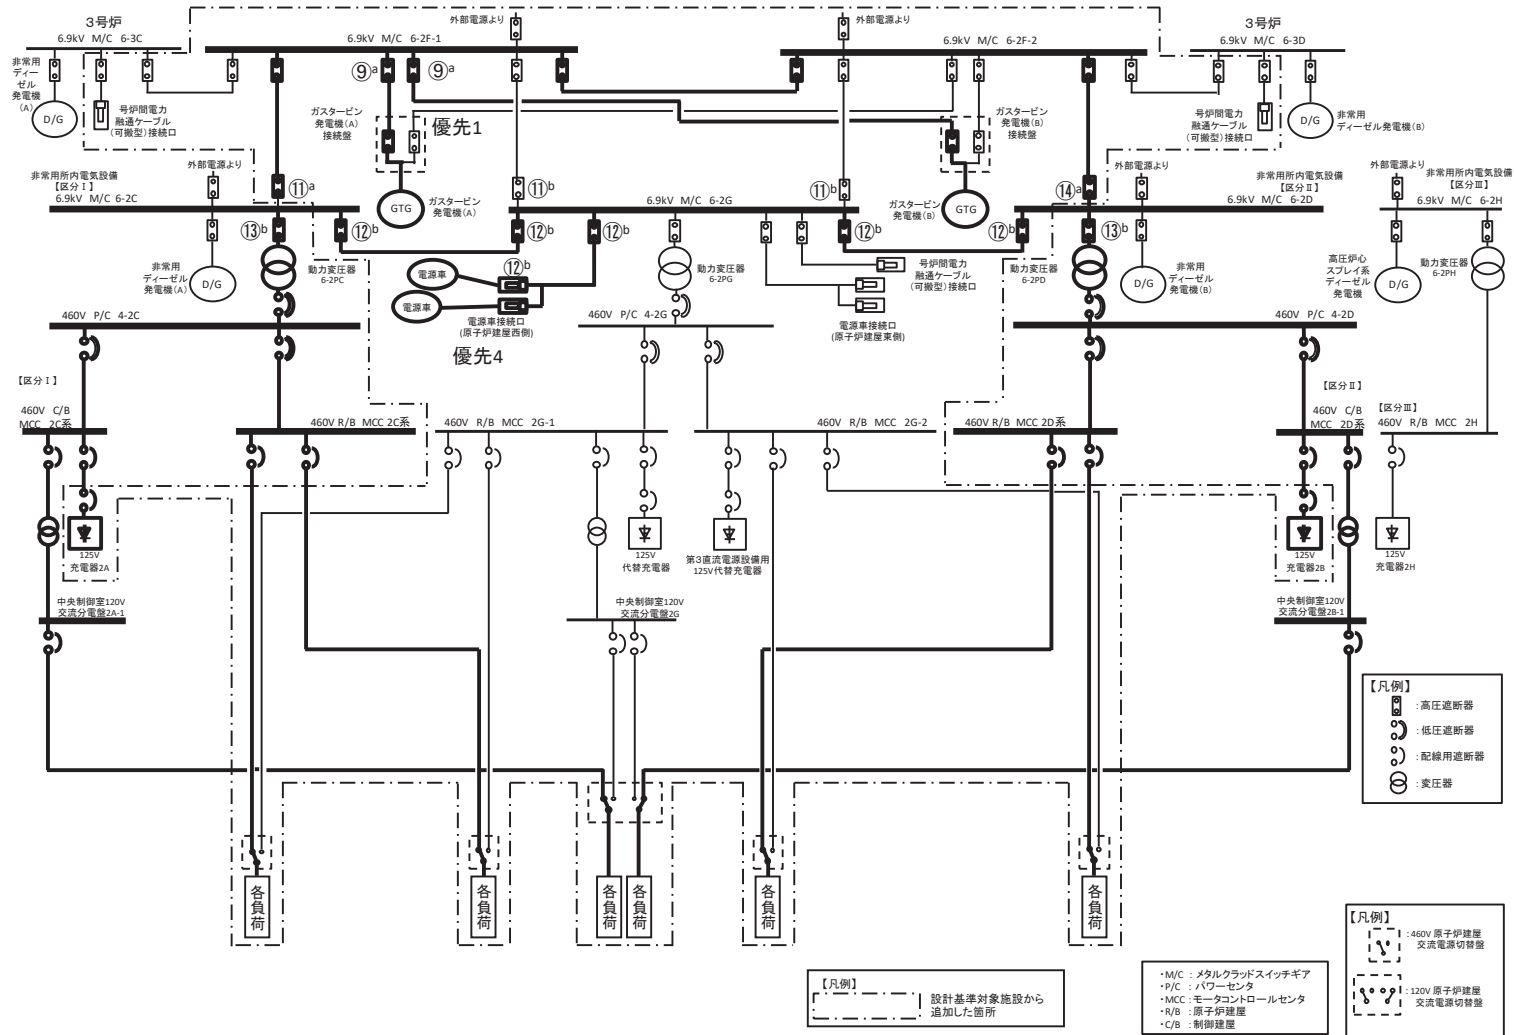 3号炉
6.9kV M/C 6-3C
外部電源より
6.9kV M/C 6-2F-1
外部電源より
6.9kV M/C 6-2F-2
3号炉
6.9kV M/C 6-3D
非常用
ディー
ゼル
発電機
(A)
D/G
号炉間電力
融通ケーブル
(可搬型)接続口
⑨a
⑨a
ガスタービン
発電機(A)
接続盤
優先1
ガスタービン
発電機(B)
接続盤
号炉間電力
融通ケーブル
(可搬型)接続口
D/G
非常用
ディーゼル発電機(B)
外部電源より
非常用所内電気設備
【区分Ⅰ】
6.9kV M/C 6-2C
⑪a
GTG
ガスタービン
発電機(A)
⑪b
6.9kV M/C 6-2G
⑪b
ガスタービン
発電機(B)
GTG
⑭a
外部電源より
非常用所内電気設備
【区分Ⅱ】
6.9kV M/C 6-2D
外部電源より
非常用所内電気設備
【区分Ⅲ】
6.9kV M/C 6-2H
⑬b
⑫b
⑫b
⑫b
⑫b
⑫b
⑬b
非常用
ディーゼル
発電機(A)
D/G
動力変圧器
6-2PC
電源車
⑫b
電源車
電源車接続口
(原子炉建屋西側)
優先4
動力変圧器
6-2PG
号炉間電力
融通ケーブル
(可搬型)接続口
電源車接続口
(原子炉建屋東側)
動力変圧器
6-2PD
D/G
非常用
ディーゼル
発電機(B)
高圧炉心
スプレイ系
ディーゼル
発電機
D/G
動力変圧器
6-2PH
460V P/C 4-2C
460V P/C 4-2G
460V P/C 4-2D
【区分Ⅰ】
460V C/B
MCC 2C系
460V R/B MCC 2C系
460V R/B MCC 2G-1
460V R/B MCC 2G-2
460V R/B MCC 2D系
【区分Ⅱ】
460V C/B
MCC 2D系
【区分Ⅲ】
460V R/B MCC 2H
125V
充電器2A
125V
代替充電器
第3直流電源設備用
125V代替充電器
125V
充電器2B
125V
充電器2H
中央制御室120V
交流分電盤2A-1
中央制御室120V
交流分電盤2G
中央制御室120V
交流分電盤2B-1
【凡例】
:高圧遮断器
:低圧遮断器
:配線用遮断器
:変圧器
各負荷
各負荷
各負荷
各負荷
各負荷
各負荷
【凡例】
設計基準対象施設から
追加した箇所
・M/C : メタルクラッドスイッチギア
・P/C : パワーセンタ
・MCC : モータコントロールセンタ
・R/B : 原子炉建屋
・C/B : 制御建屋
【凡例】
:460V 原子炉建屋
交流電源切替盤
:120V 原子炉建屋
交流電源切替盤